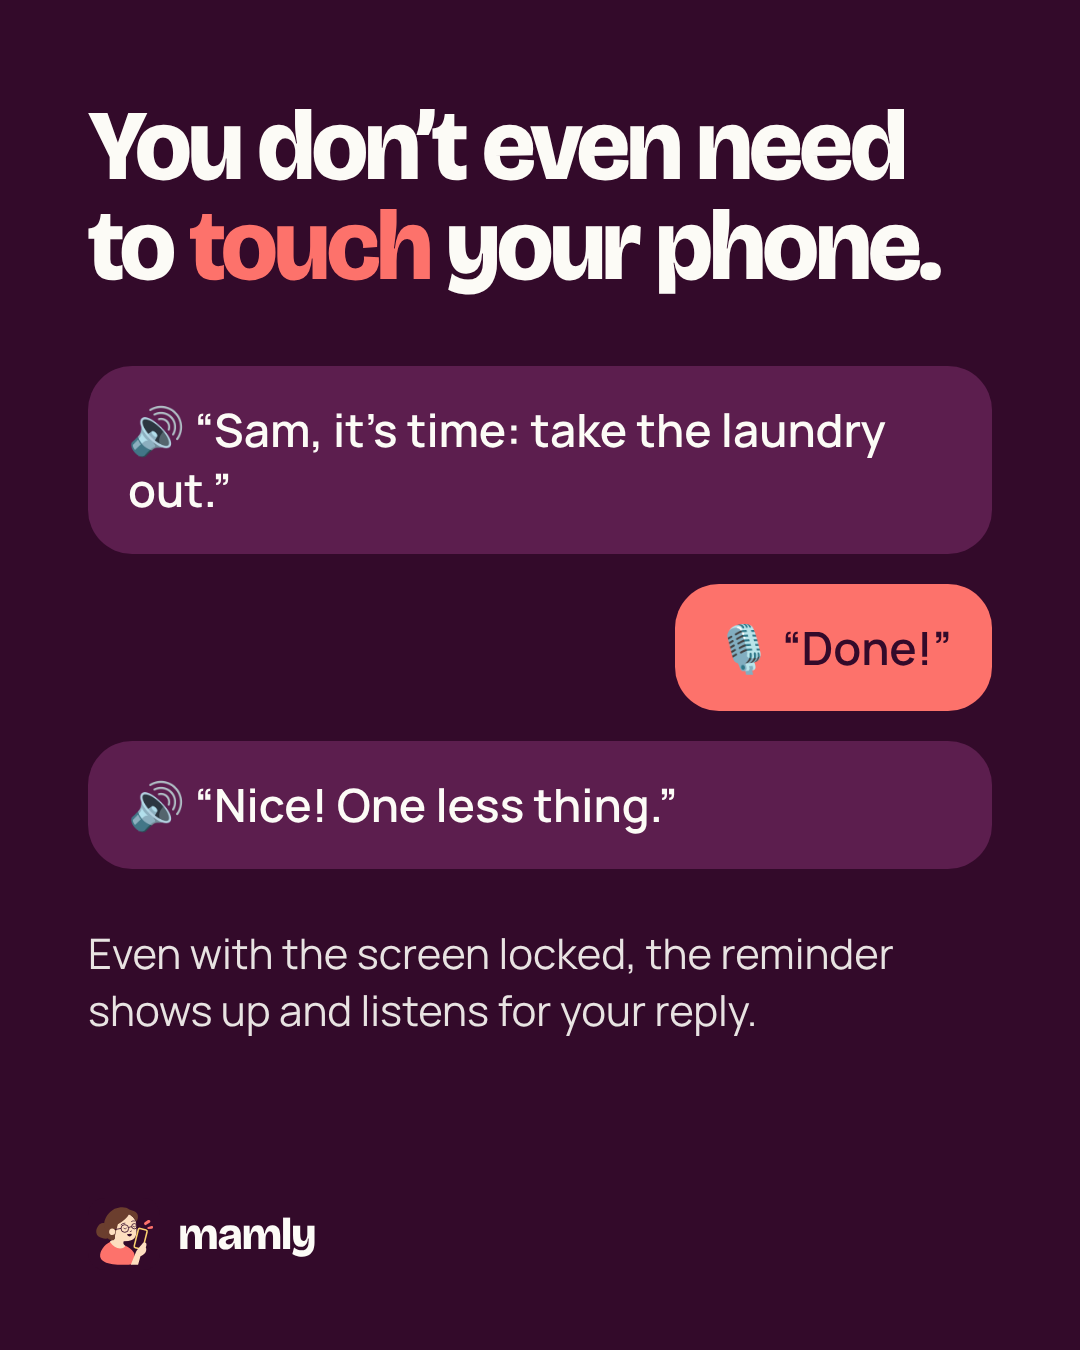 You don’t even need
to touch your phone.
🔊 “Sam, it’s time: take the laundry
out.”
🎙️ “Done!”
🔊 “Nice! One less thing.”
Even with the screen locked, the reminder
shows up and listens for your reply.
mamly